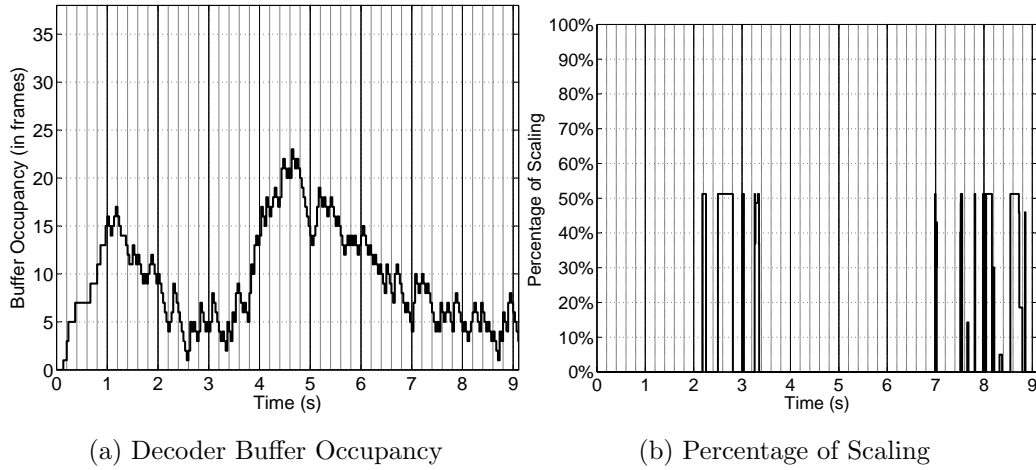 Buffer Occupancy (in frames)
35
30
25
20
15
10
5
0
0 1 2 3 4 5 6 7 8 9
Time (s)
(a) Decoder Buffer Occupancy
Percentage of Scaling
100%
90%
80%
70%
60%
50%
40%
30%
20%
10%
0%
0 1 2 3 4 5 6 7 8 9
Time (s)
(b) Percentage of Scaling